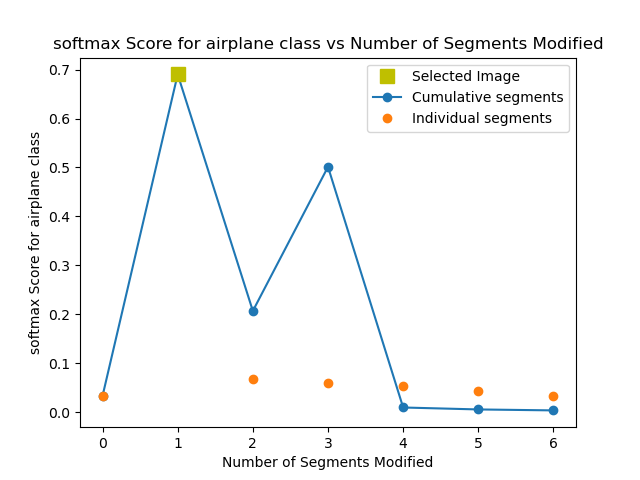 softmax Score for airplane class vs Number of Segments Modified
Selected Image
Cumulative segments
Individual segments
softmax Score for airplane class
0.7
0.6
0.5
0.4
0.3
0.2
0.1
0.0
0 1 2 3 4 5 6
Number of Segments Modified